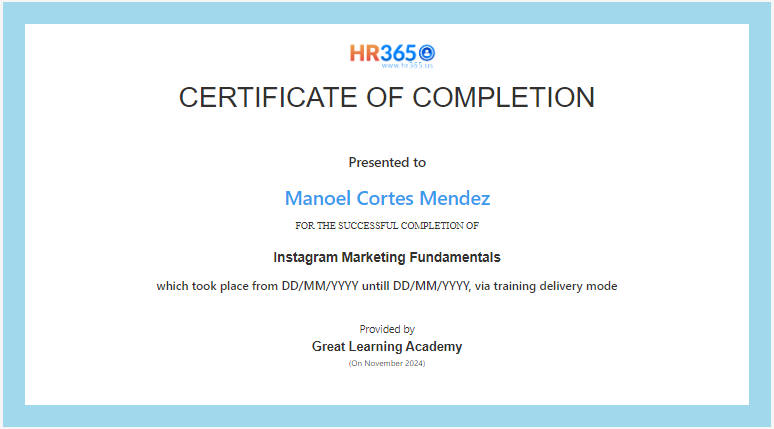 HR365
www.hr365.us
CERTIFICATE OF COMPLETION
Presented to
Manoel Cortes Mendez
FOR THE SUCCESSFUL COMPLETION OF
Instagram Marketing Fundamentals
which took place from DD/MM/YYYY untill DD/MM/YYYY, via training delivery mode
Provided by
Great Learning Academy
(On November 2024)